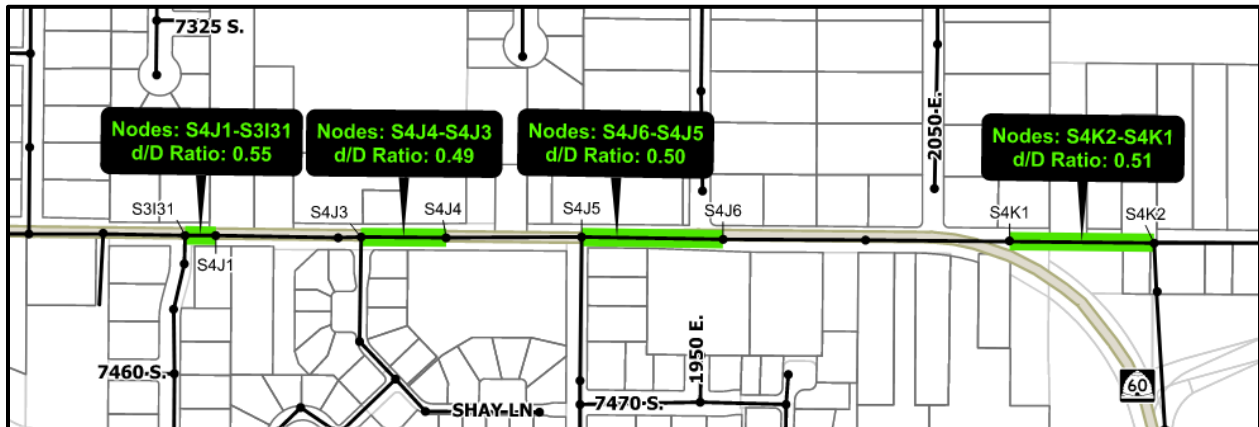 7325 S.
2050 E.
Nodes: S4J1-S3I31
d/D Ratio: 0.55
Nodes: S4J4-S4J3
d/D Ratio: 0.49
Nodes: S4J6-S4J5
d/D Ratio: 0.50
Nodes: S4K2-S4K1
d/D Ratio: 0.51
S3I31
S4J1
S4J3
S4J4
S4J5
S4J6
S4K1
S4K2
7460 S.
SHAY LN.
1950 E.
7470 S.
60